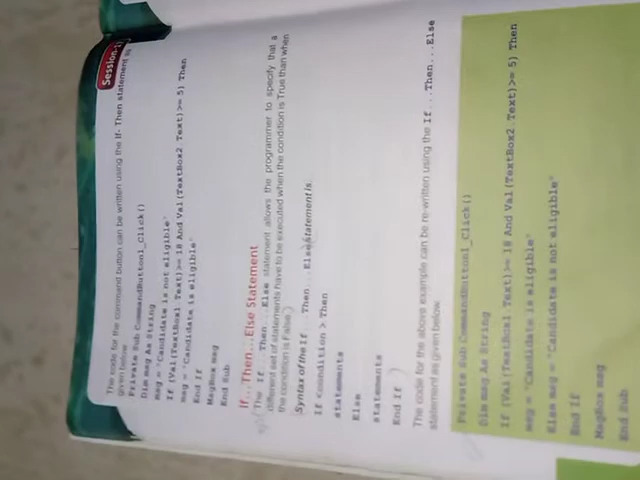 Session-1
The code for the command button can be written using the If- Then statement as
given below
Private Sub CommandButton1_Click()
Dim msg As String
msg = "Candidate is not eligible"
If (Val(TextBox1 Text)>= 18 And Val(TextBox2 Text)>= 5) Then
msg = "Candidate is eligible"
End If
MsgBox msg
End Sub
If...Then...Else Statement
The If...Then....Else statement allows the programmer to specify that a
different set of statements have to be executed when the condition is True than when
the condition is False.
Syntax of the If...Then...Else statement is.
If <condition > Then
statements
Else
statements
End If
The code for the above example can be re-written using the If...Then...Else
statement as given below
Private Sub CommandButton1_Click()
Dim msg As String
If (Val(TextBox1 Text)>= 18 And Val(TextBox2.Text)>= 5) Then
msg = "Candidate is eligible"
Else msg = "Candidate is not eligible"
End If
MsgBox msg
End Sub